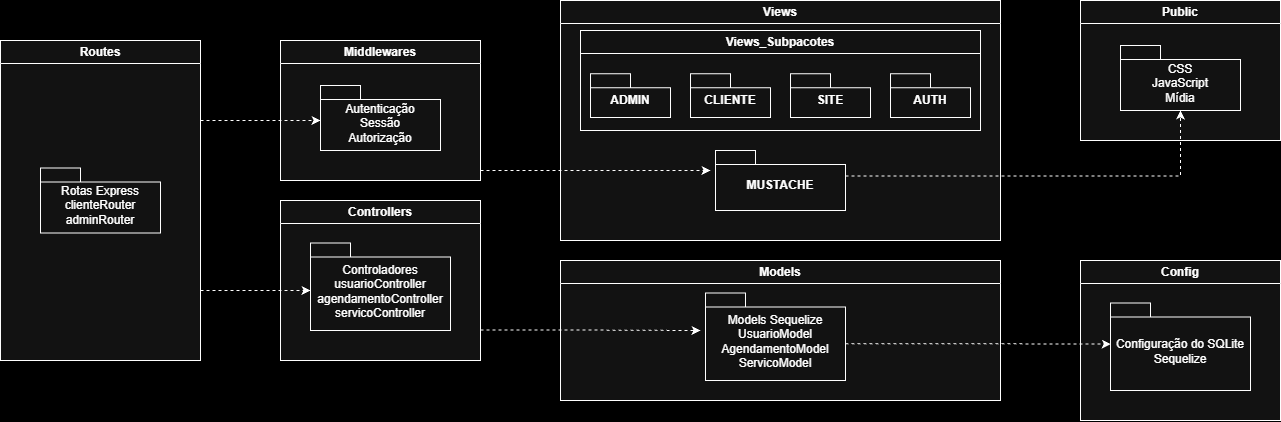 Routes
Rotas Express
clienteRouter
adminRouter
Middlewares
Autenticação
Sessão
Autorização
Controllers
Controladores
usuarioController
agendamentoController
servicoController
Views
Views_Subpacotes
ADMIN
CLIENTE
SITE
AUTH
MUSTACHE
Models
Models Sequelize
UsuarioModel
AgendamentoModel
ServicoModel
Public
CSS
JavaScript
Mídia
Config
Configuração do SQLite
Sequelize